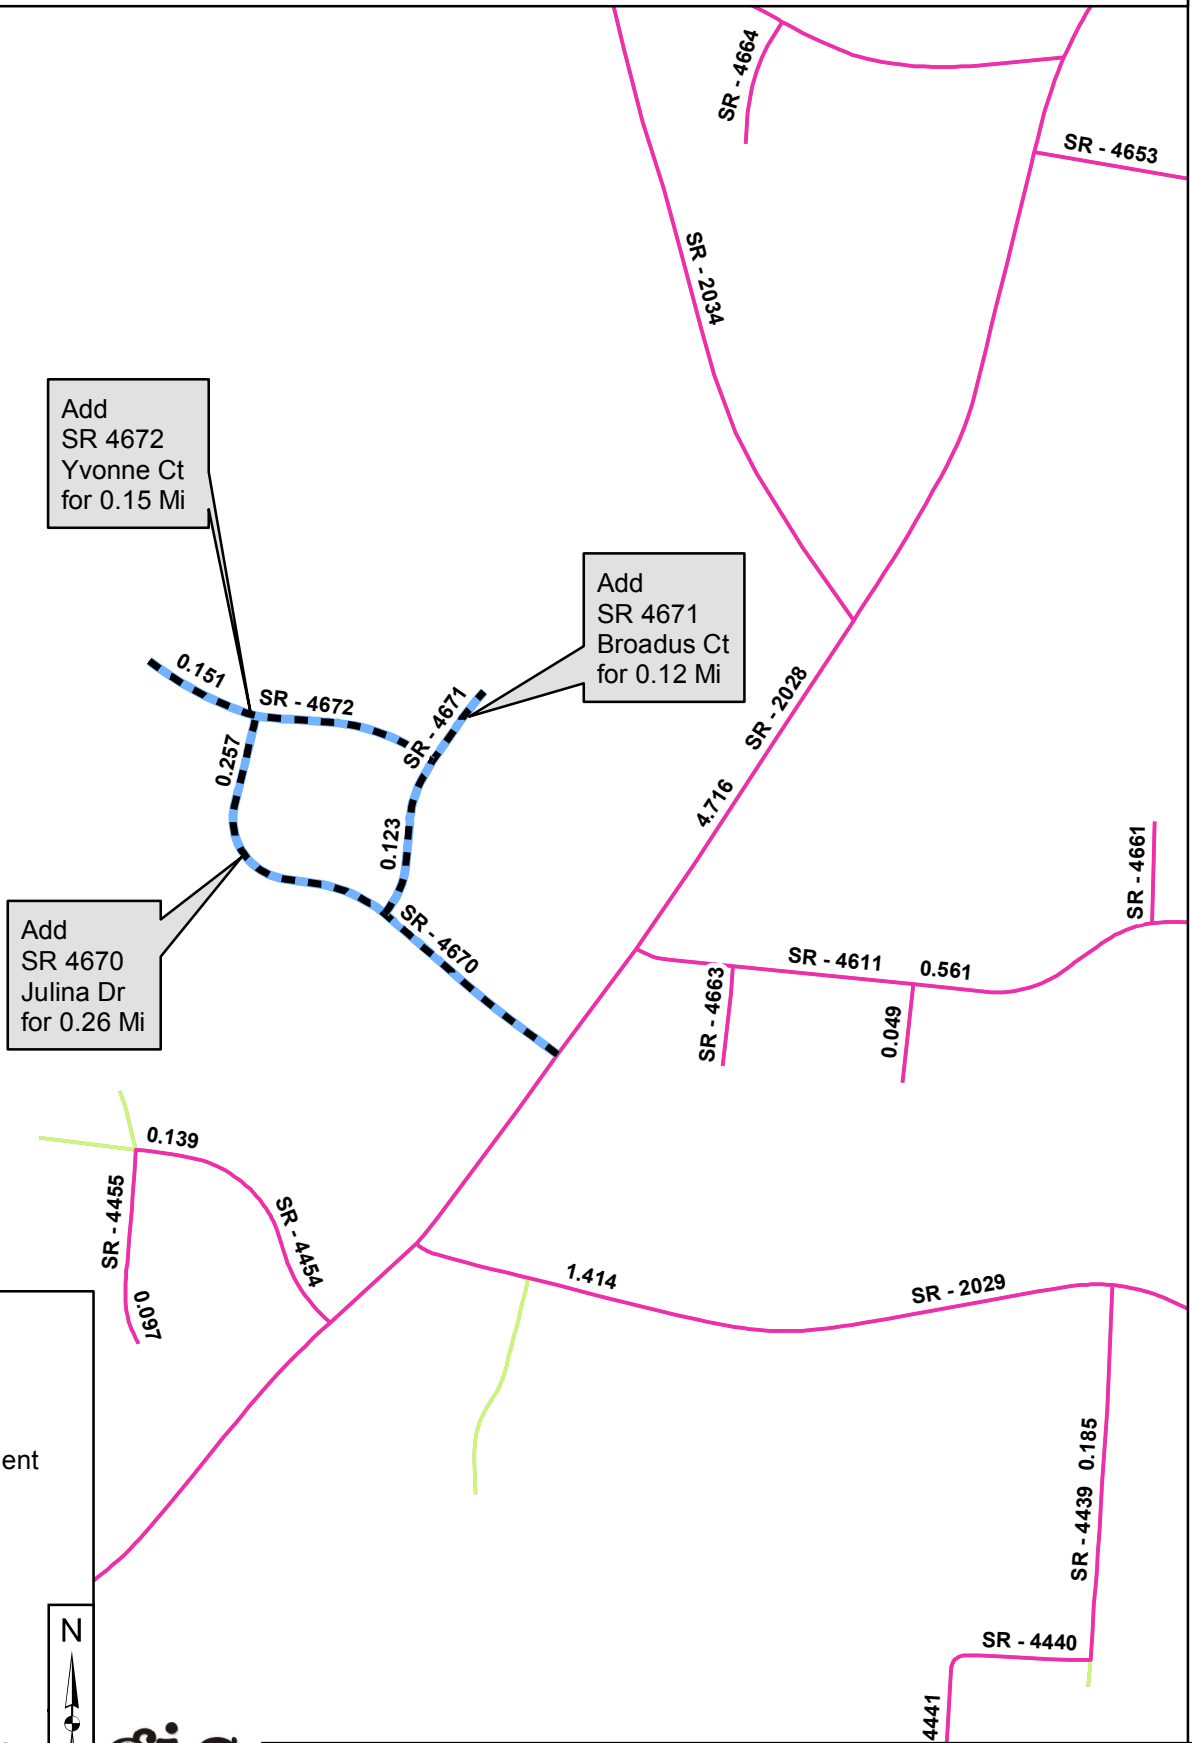 SR - 4664
SR - 4653
SR - 2034
Add
SR 4672
Yvonne Ct
for 0.15 Mi
Add
SR 4671
Broadus Ct
for 0.12 Mi
0.151
SR - 4672
SR - 4671
SR - 2028
0.257
4.716
0.123
SR - 4661
SR - 4670
Add
SR 4670
Julina Dr
for 0.26 Mi
SR - 4611
0.561
SR - 4663
0.049
0.139
SR - 4455
SR - 4454
0.097
1.414
SR - 2029
0.185
SR - 4439
ent
N
SR - 4440
4441